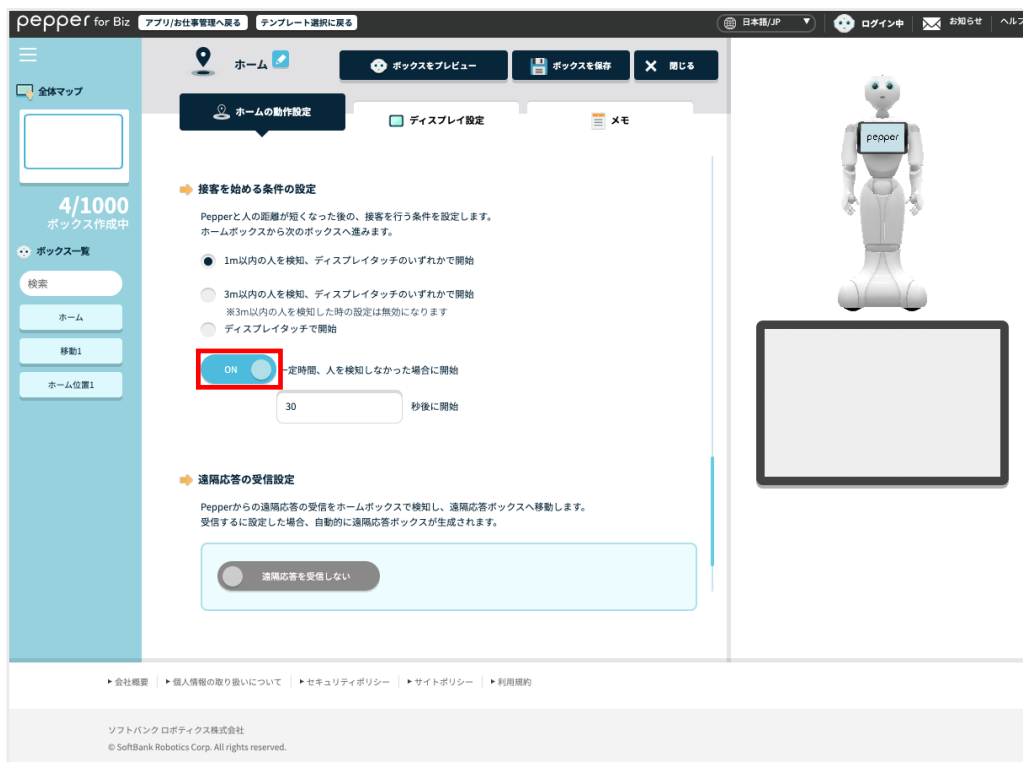 pepper for Biz アプリ/お仕事管理へ戻る テンプレート選択に戻る 日本語/JP ▼ ログイン中 お知らせ ヘルプ
全体マップ
4/1000
ボックス作成中
ボックス一覧
検索
ホーム
移動1
ホーム位置1
ホーム ボックスをプレビュー ボックスを保存 閉じる
ホームの動作設定 ディスプレイ設定 メモ
接客を始める条件の設定
Pepperと人の距離が短くなった後の、接客を行う条件を設定します。
ホームボックスから次のボックスへ進みます。
1m以内の人を検知、ディスプレイタッチのいずれかで開始
3m以内の人を検知、ディスプレイタッチのいずれかで開始
※3m以内の人を検知した時の設定は無効になります
ディスプレイタッチで開始
ON 一定時間、人を検知しなかった場合に開始
30 秒後に開始
遠隔応答の受信設定
Pepperからの遠隔応答の受信をホームボックスで検知し、遠隔応答ボックスへ移動します。
受信するに設定した場合、自動的に遠隔応答ボックスが生成されます。
遠隔応答を受信しない
pepper
会社概要 個人情報の取り扱いについて セキュリティポリシー サイトポリシー 利用規約
ソフトバンク ロボティクス株式会社
© SoftBank Robotics Corp. All rights reserved.